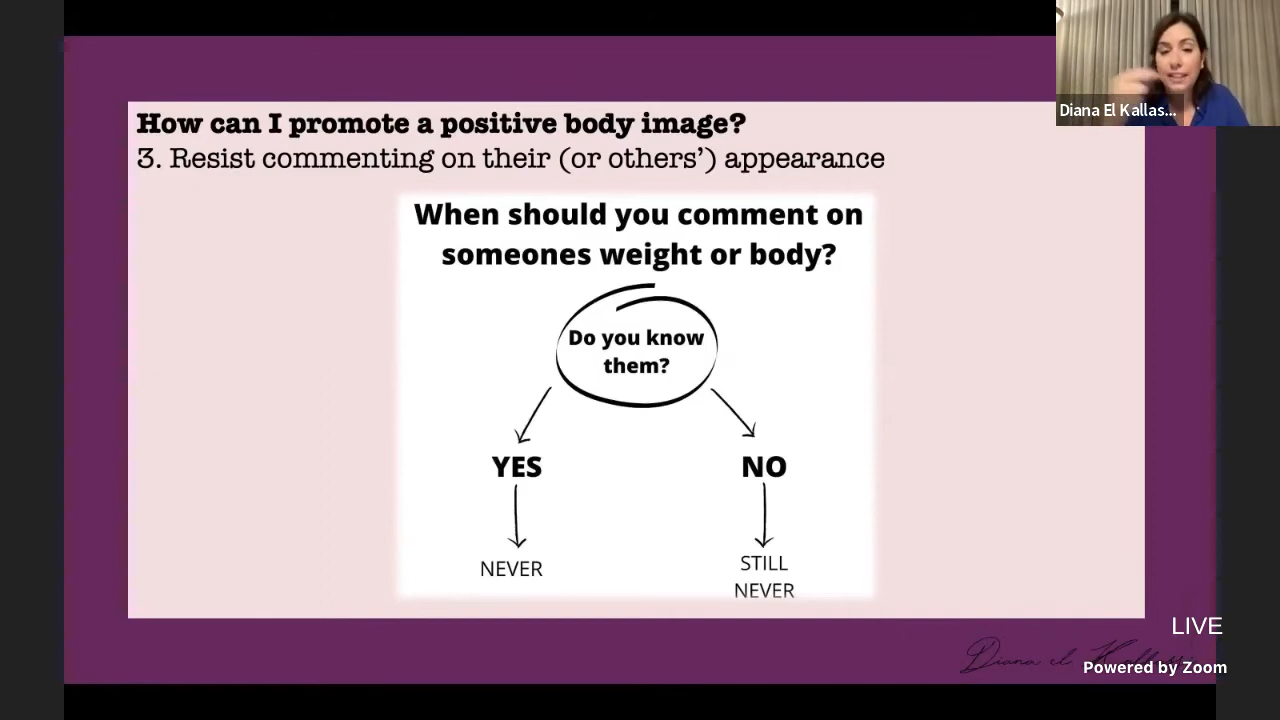 How can I promote a positive body image?
3. Resist commenting on their (or others’) appearance
When should you comment on
someones weight or body?
Do you know
them?
YES
NO
NEVER
STILL
NEVER
Diana El Kallas...
LIVE
Diana el
Powered by Zoom